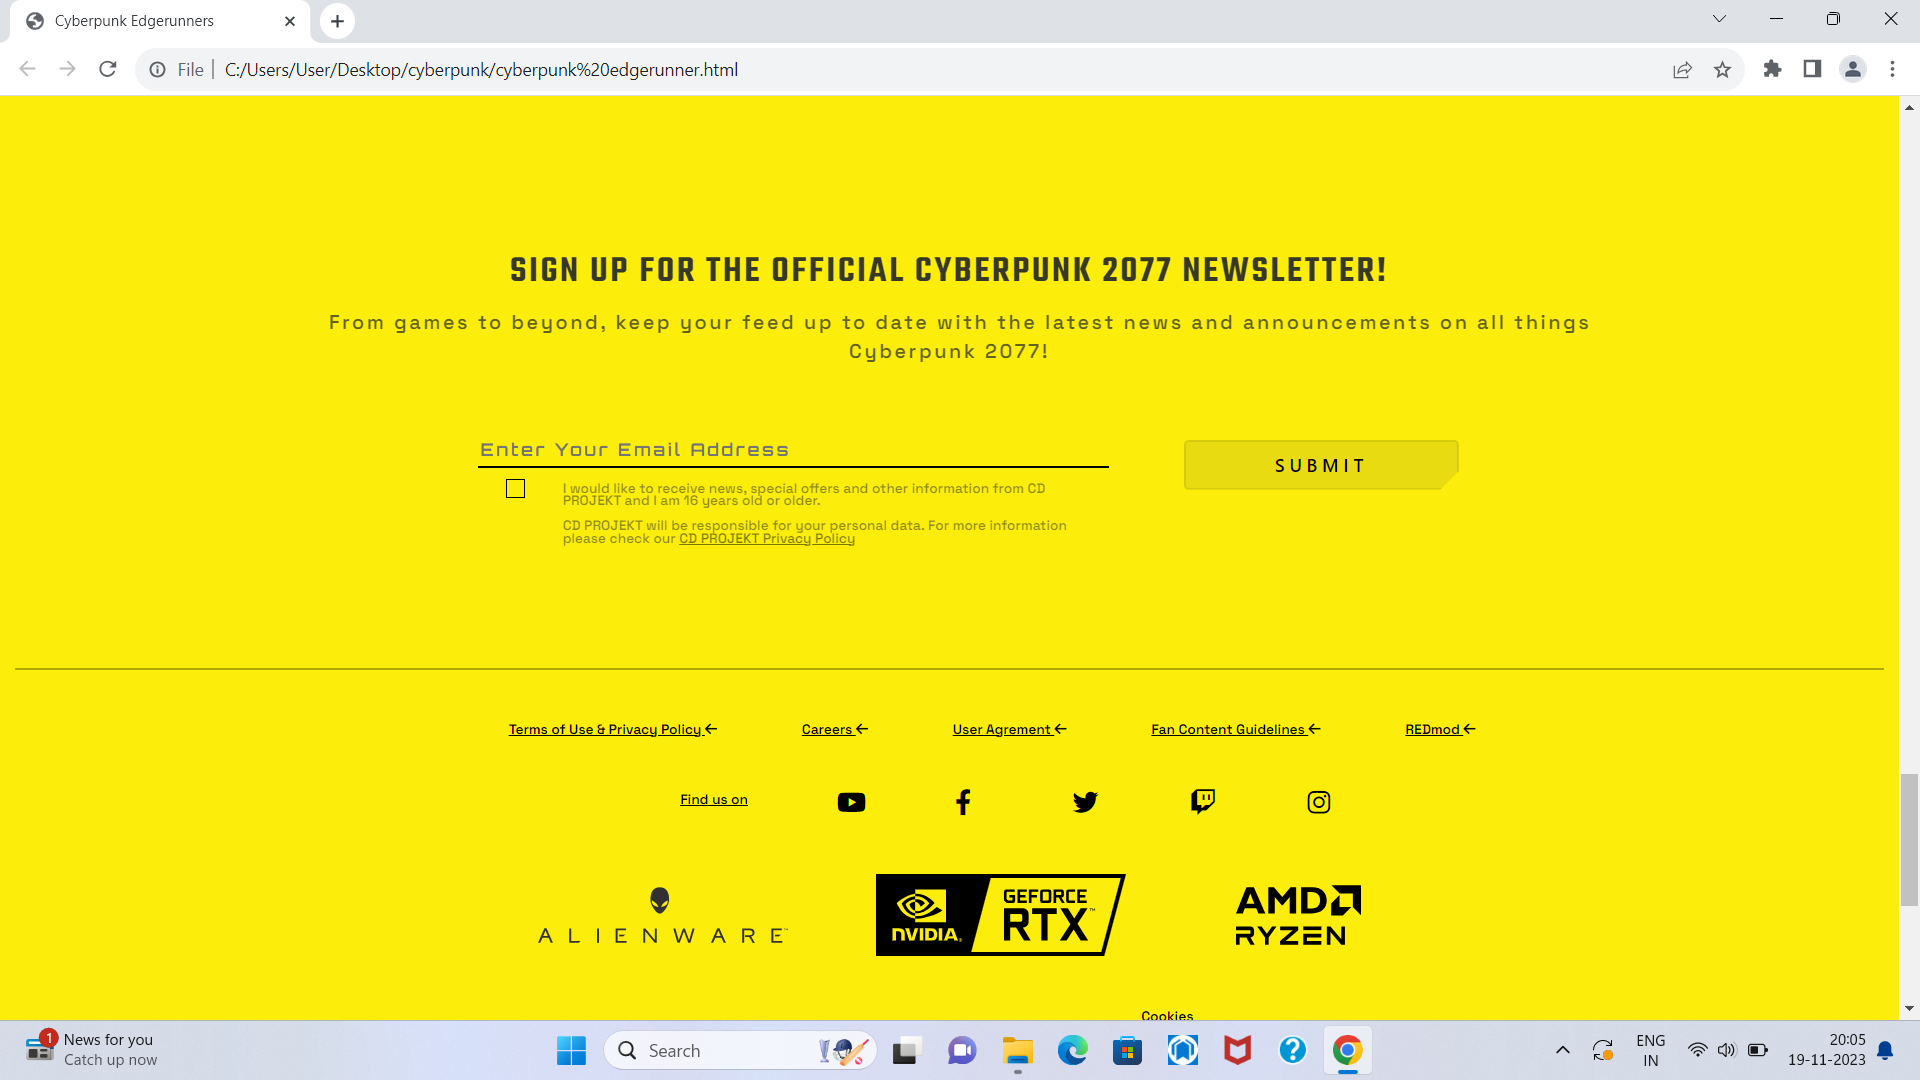 Cyberpunk Edgerunners
File
C:/Users/User/Desktop/cyberpunk/cyberpunk%20edgerunner.html
SIGN UP FOR THE OFFICIAL CYBERPUNK 2077 NEWSLETTER!
From games to beyond, keep your feed up to date with the latest news and announcements on all things
Cyberpunk 2077!
Enter Your Email Address
SUBMIT
I would like to receive news, special offers and other information from CD
PROJEKT and I am 16 years old or older.
CD PROJEKT will be responsible for your personal data. For more information
please check our CD PROJEKT Privacy Policy
Terms of Use & Privacy Policy
Careers
User Agrement
Fan Content Guidelines
REDmod
Find us on
ALIENWARE™
NVIDIA.
GEFORCE
RTX™
AMD
RYZEN
Cookies
1
News for you
Catch up now
Search
ENG
IN
20:05
19-11-2023